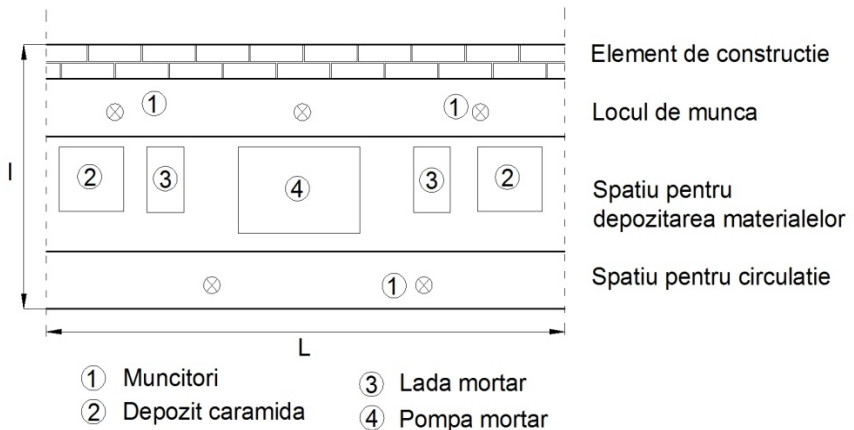 Element de constructie
1
1
Locul de munca
l
2
3
4
3
2
Spatiu pentru
depozitarea materialelor
1
Spatiu pentru circulatie
L
1 Muncitori
3 Lada mortar
2 Depozit caramida
4 Pompa mortar